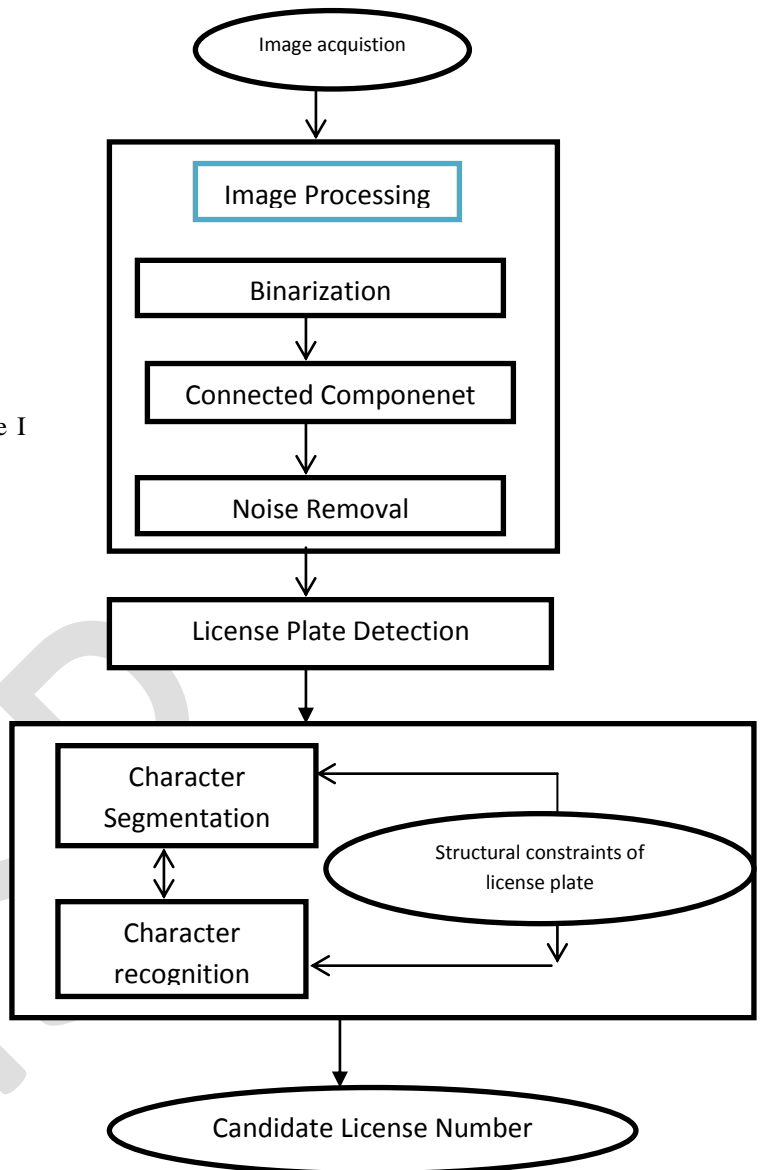 Image acquistion
Image Processing
Binarization
Connected Componenet
e I
Noise Removal
License Plate Detection
Character
Segmentation
Structural constraints of
license plate
Character
recognition
Candidate License Number